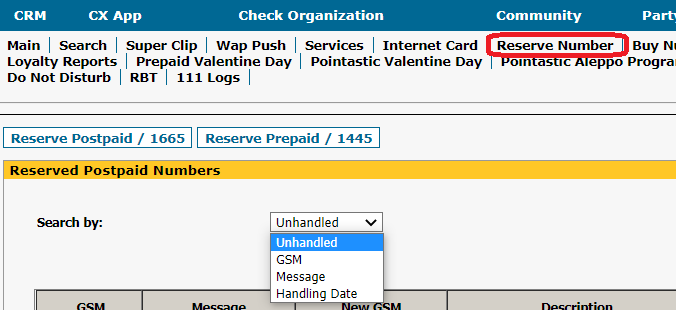 CRM CX App Check Organization Community Party
Main Search Super Clip Wap Push Services Internet Card Reserve Number Buy Nu
Loyalty Reports Prepaid Valentine Day Pointastic Valentine Day Pointastic Aleppo Program
Do Not Disturb RBT 111 Logs
Reserve Postpaid / 1665 Reserve Prepaid / 1445
Reserved Postpaid Numbers
Search by: Unhandled
Unhandled
GSM
Message
Handling Date
GSM Message New GSM Description